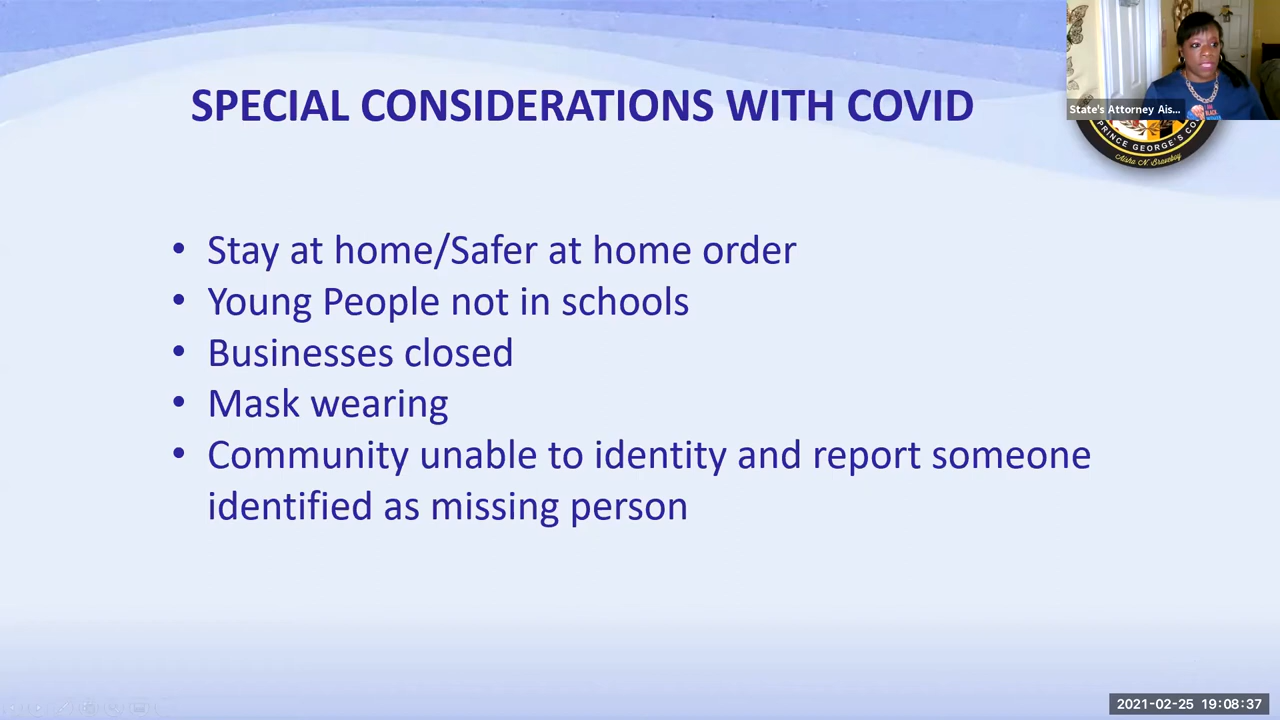 SPECIAL CONSIDERATIONS WITH COVID
State's Attorney Ais...
PRINCE GEORGE'S CO
Aisha N. Braveboy
• Stay at home/Safer at home order
• Young People not in schools
• Businesses closed
• Mask wearing
• Community unable to identity and report someone
identified as missing person
2021-02-25 19:08:37